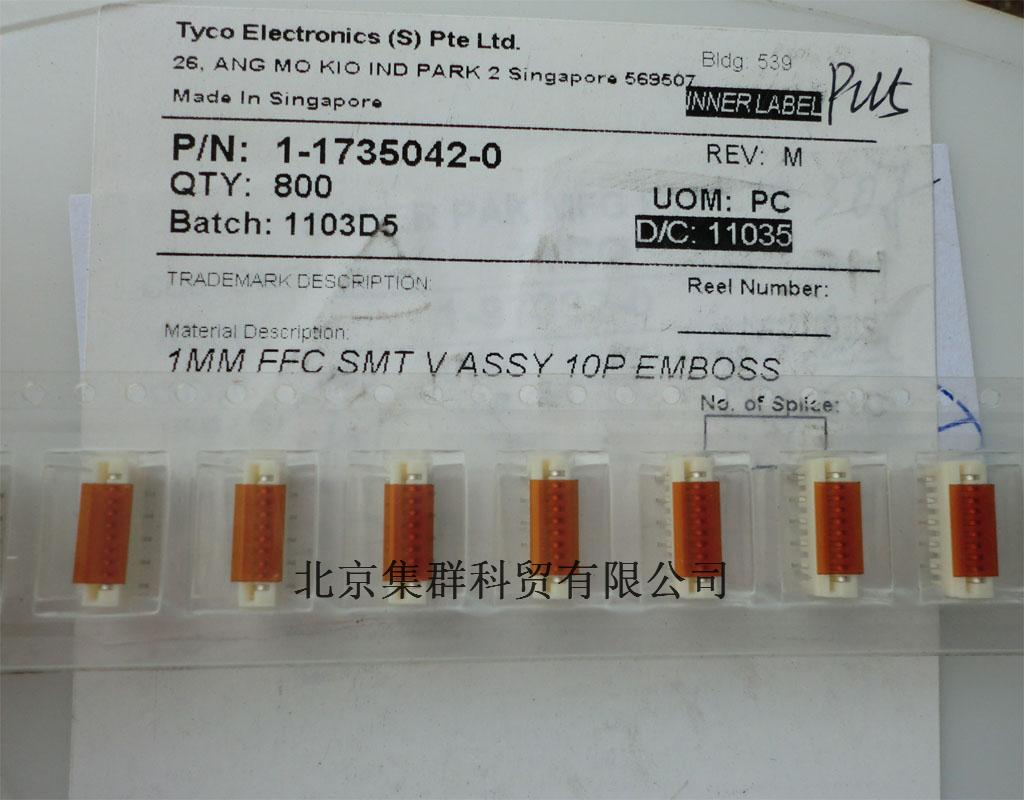 Tyco Electronics (S) Pte Ltd.
26, ANG MO KIO IND PARK 2 Singapore 569507
Bldg: 539
Made In Singapore
INNER LABEL
P/N: 1-1735042-0
REV: M
QTY: 800
UOM: PC
Batch: 1103D5
D/C: 11035
TRADEMARK DESCRIPTION:
Reel Number:
Material Description:
1MM FFC SMT V ASSY 10P EMBOSS
No. of Splice:
北京集群科贸有限公司